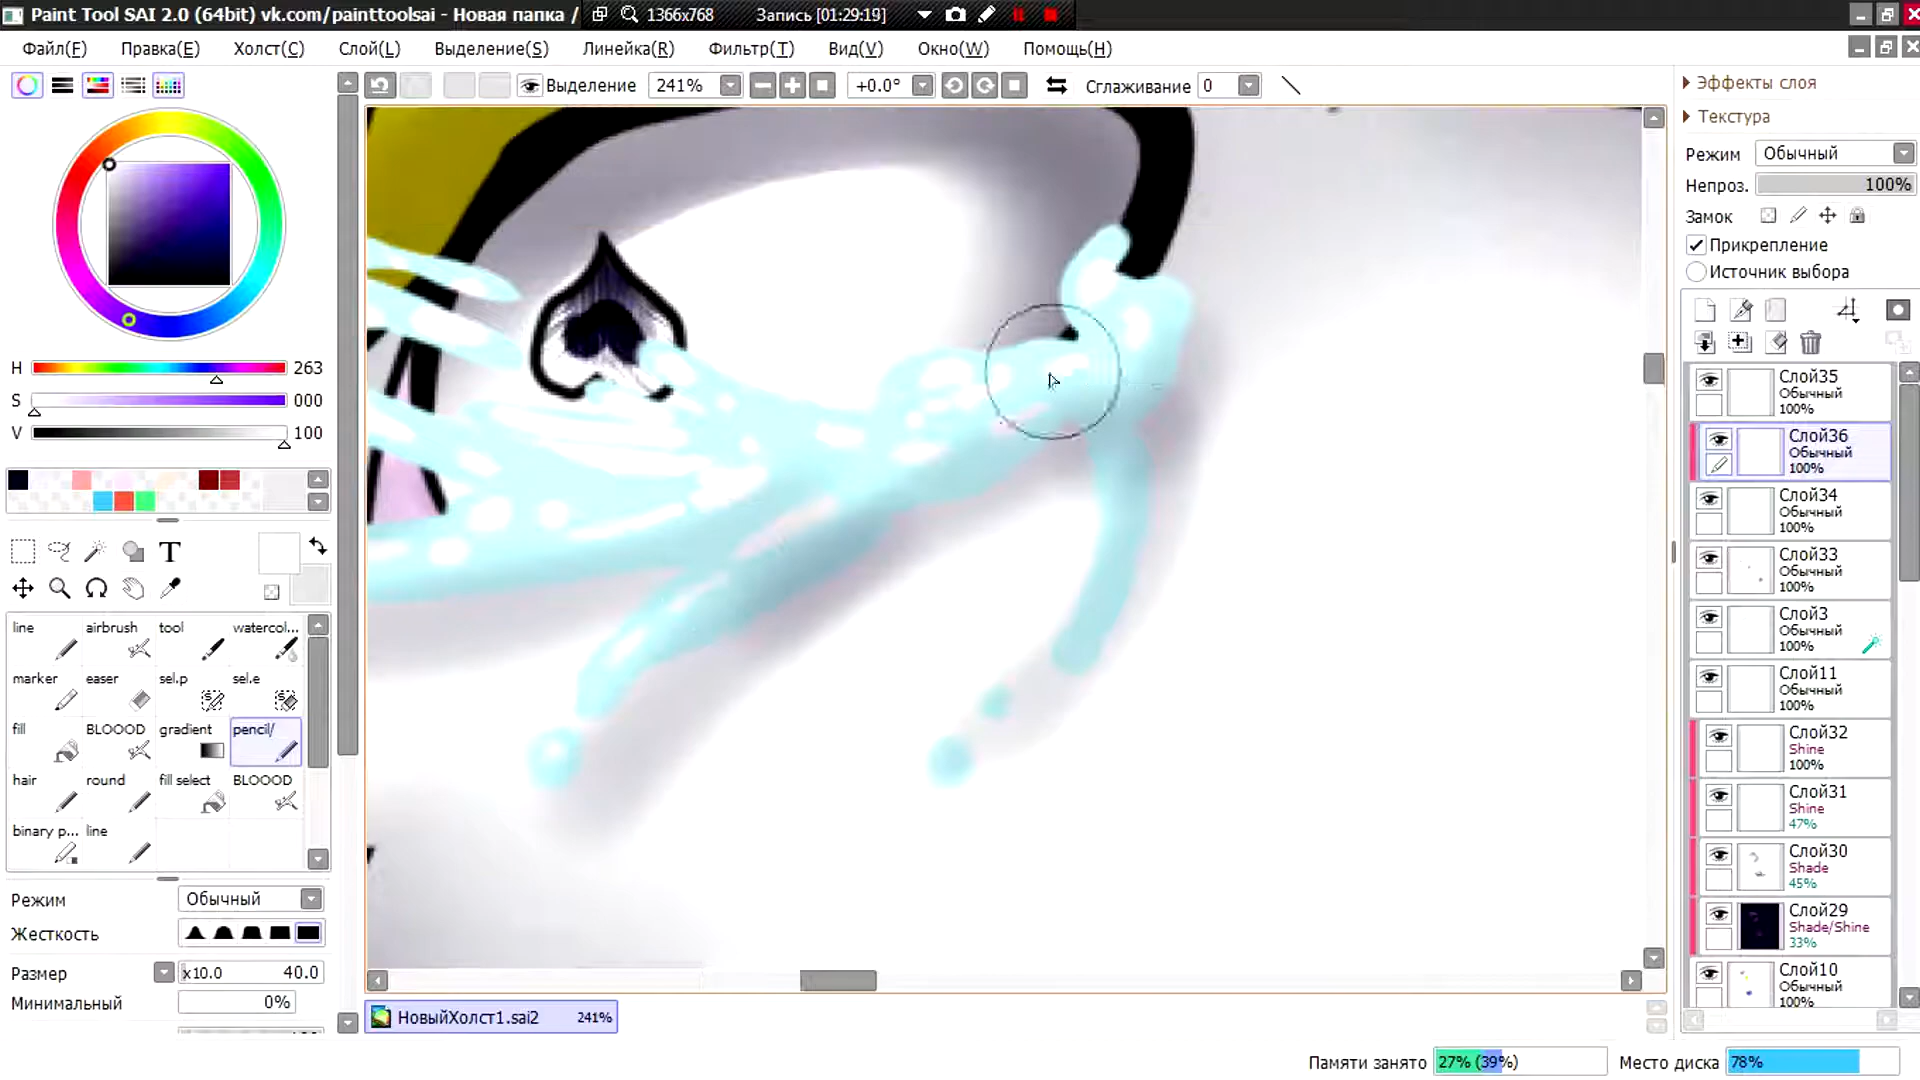 Paint Tool SAI 2.0 (64bit) vk.com/painttoolsai - Новая папка /
1366x768
Запись [01:29:19]
Файл(F) Правка(E) Холст(C) Слой(L) Выделение(S) Линейка(R) Фильтр(T) Вид(V) Окно(W) Помощь(H)
Выделение 241% +0.0° Сглаживание 0
Эффекты слоя
Текстура
Режим Обычный
Непроз. 100%
Замок
Прикрепление
Источник выбора
H 263
S 000
V 100
T
line airbrush tool watercol...
marker easer sel.p sel.e
fill BLOOOD gradient pencil/
hair round fill select BLOOOD
binary p... line
Режим Обычный
Жесткость
Размер x10.0 40.0
Минимальный 0%
Слой35
Обычный
100%
Слой36
Обычный
100%
Слой34
Обычный
100%
Слой33
Обычный
100%
Слой3
Обычный
100%
Слой11
Обычный
100%
Слой32
Shine
100%
Слой31
Shine
47%
Слой30
Shade
45%
Слой29
Shade/Shine
33%
Слой10
Обычный
100%
НовыйХолст1.sai2 241%
Памяти занято 27% (39%) Место диска 78%